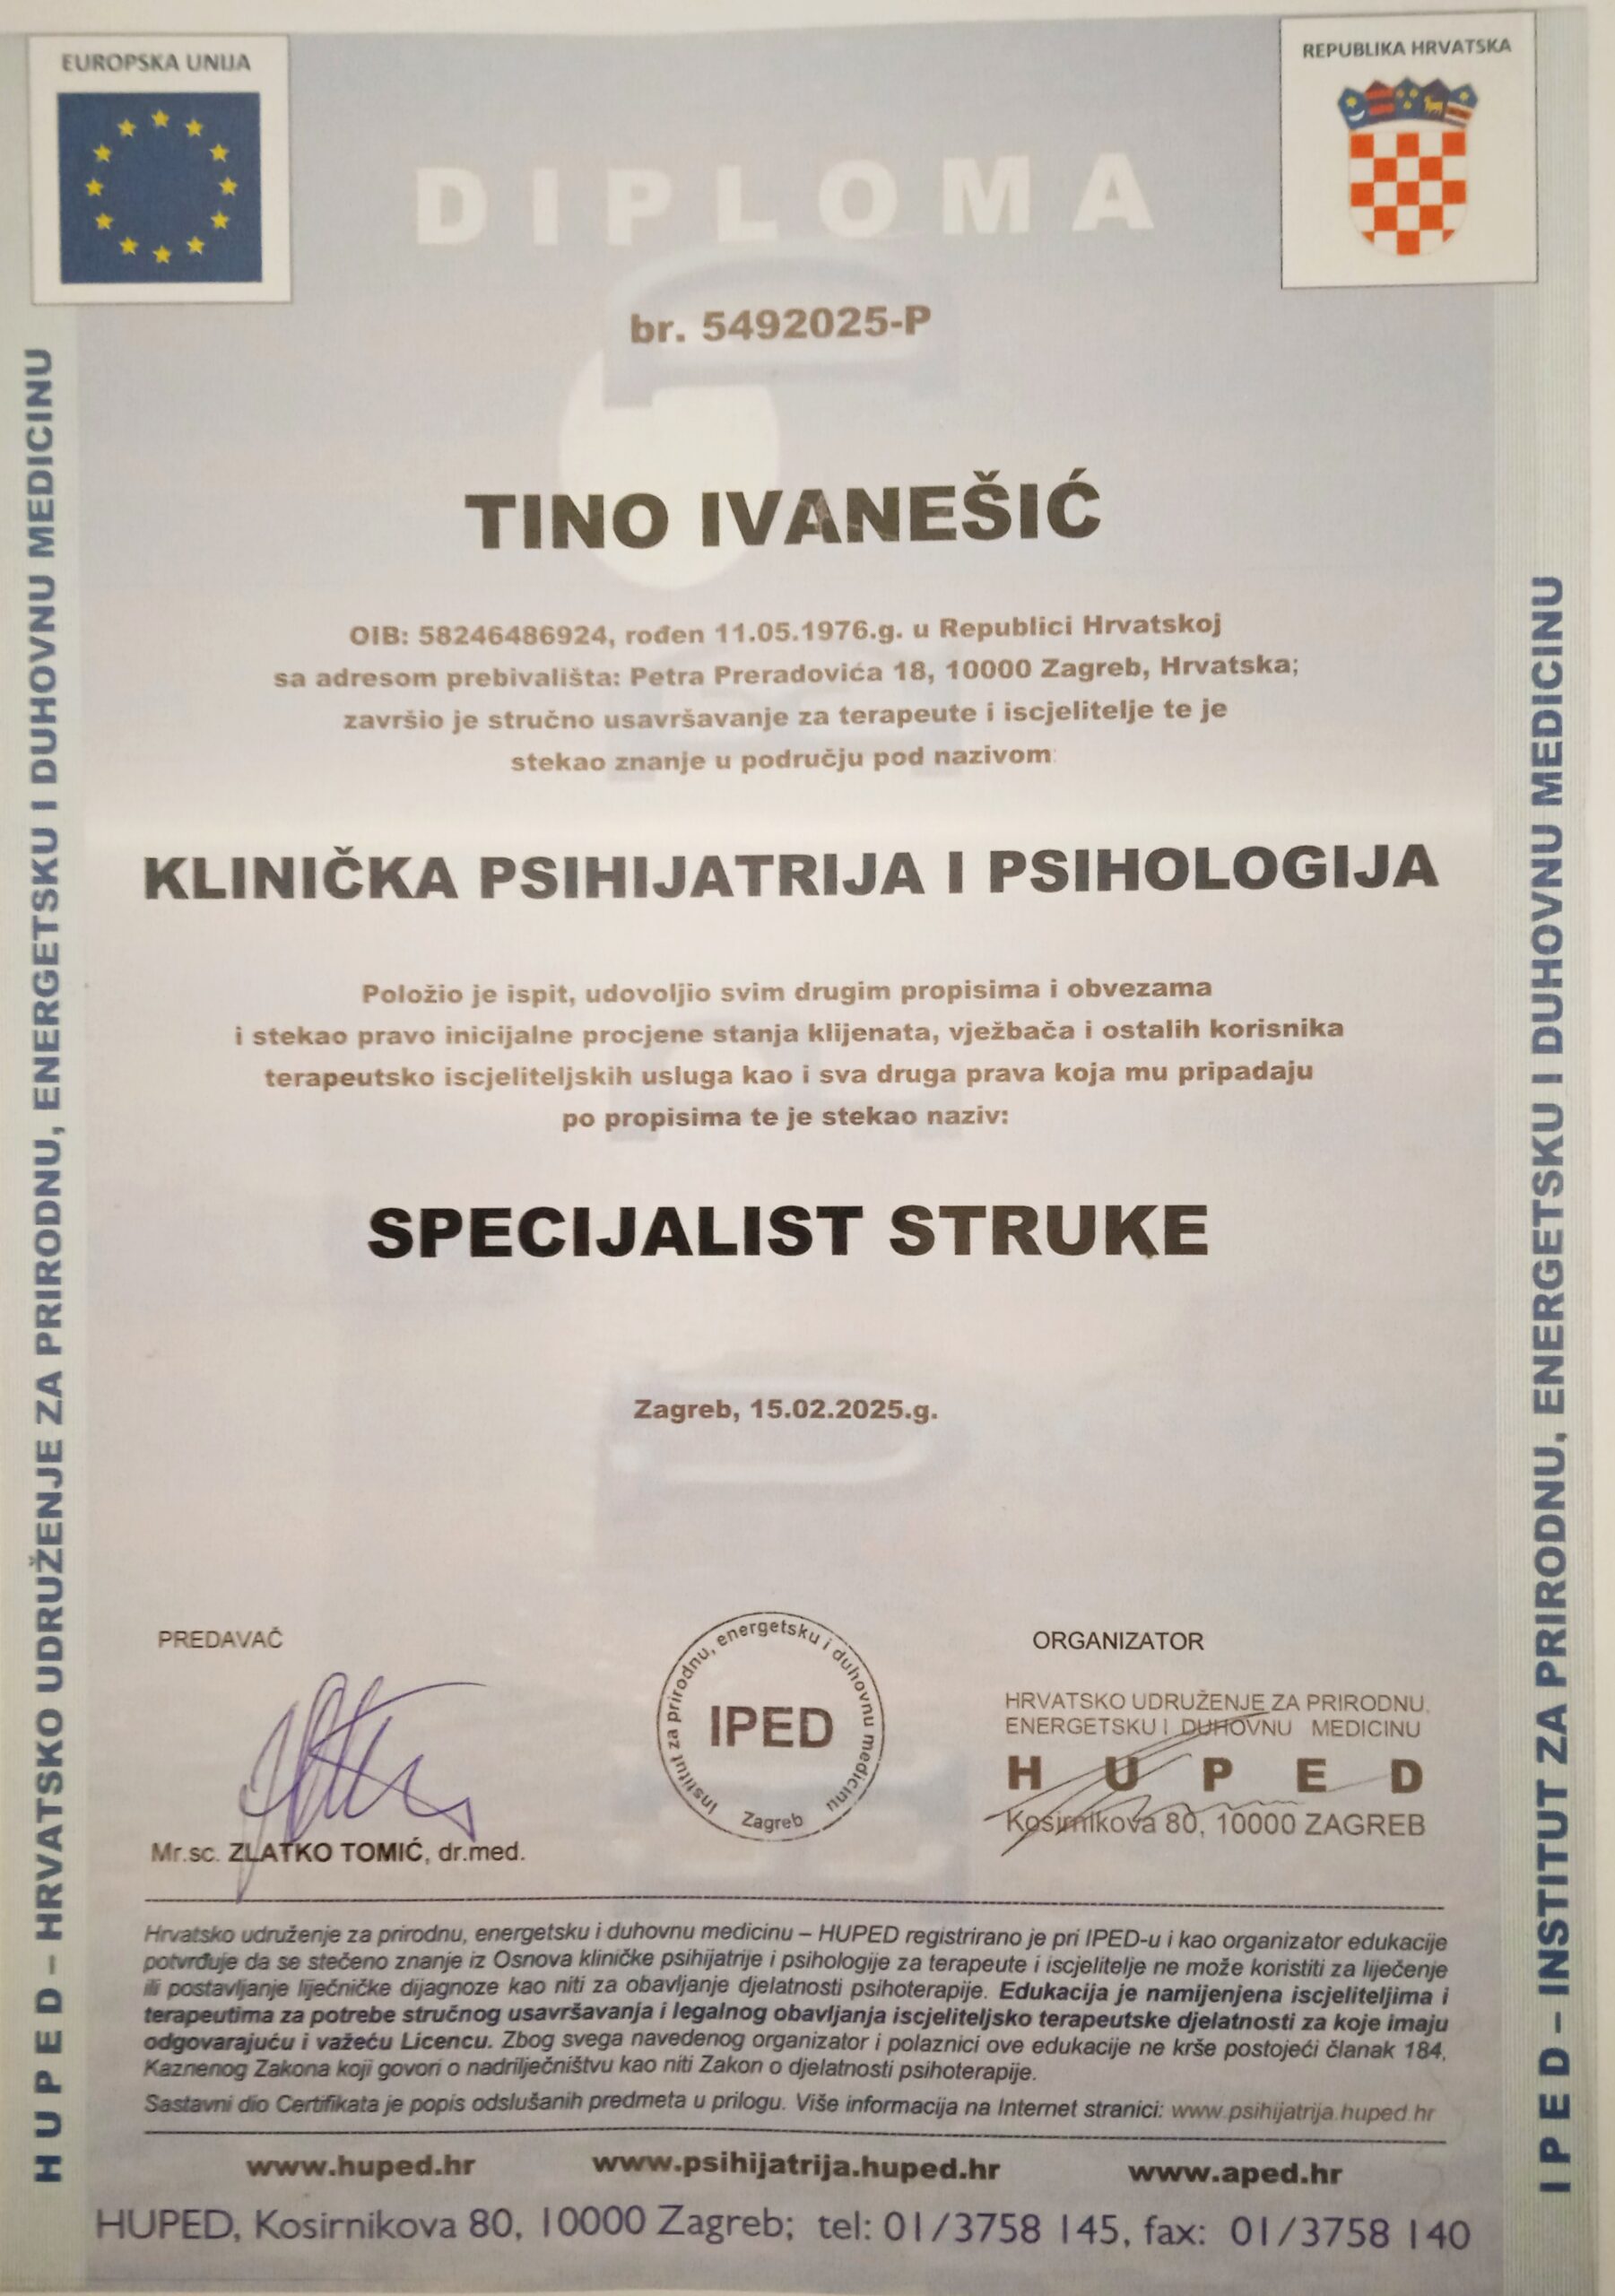 EUROPSKA UNIJA
REPUBLIKA HRVATSKA
DIPLOMA
br. 5492025-P
TINO IVANEŠIĆ
OIB: 58246486924, rođen 11.05.1976.g. u Republici Hrvatskoj
sa adresom prebivališta: Petra Preradovića 18, 10000 Zagreb, Hrvatska;
završio je stručno usavršavanje za terapeute i iscjelitelje te je
stekao znanje u području pod nazivom:
KLINIČKA PSIHIJATRIJA I PSIHOLOGIJA
Položio je ispit, udovoljio svim drugim propisima i obvezama
i stekao pravo inicijalne procjene stanja klijenata, vježbača i ostalih korisnika
terapeutsko iscjeliteljskih usluga kao i sva druga prava koja mu pripadaju
po propisima te je stekao naziv:
SPECIJALIST STRUKE
Zagreb, 15.02.2025.g.
PREDAVAČ
Mr.sc. ZLATKO TOMIĆ, dr.med.
Institut za prirodnu, energetsku i duhovnu medicinu
IPED
Zagreb
ORGANIZATOR
HRVATSKO UDRUŽENJE ZA PRIRODNU,
ENERGETSKU I DUHOVNU MEDICINU
H U P E D
Kosirnikova 80, 10000 ZAGREB
Hrvatsko udruženje za prirodnu, energetsku i duhovnu medicinu – HUPED registrirano je pri IPED-u i kao organizator edukacije
potvrđuje da se stečeno znanje iz Osnova kliničke psihijatrije i psihologije za terapeute i iscjelitelje ne može koristiti za liječenje
ili postavljanje liječničke dijagnoze kao niti za obavljanje djelatnosti psihoterapije. Edukacija je namijenjena iscjeliteljima i
terapeutima za potrebe stručnog usavršavanja i legalnog obavljanja iscjeliteljsko terapeutske djelatnosti za koje imaju
odgovarajuću i važeću Licencu. Zbog svega navedenog organizator i polaznici ove edukacije ne krše postojeći članak 184,
Kaznenog Zakona koji govori o nadriliječništvu kao niti Zakon o djelatnosti psihoterapije.
Sastavni dio Certifikata je popis odslušanih predmeta u prilogu. Više informacija na Internet stranici: www.psihijatrija.huped.hr
www.huped.hr www.psihijatrija.huped.hr www.aped.hr
HUPED, Kosirnikova 80, 10000 Zagreb; tel: 01/3758 145, fax: 01/3758 140
H U P E D – HRVATSKO UDRUŽENJE ZA PRIRODNU, ENERGETSKU I DUHOVNU MEDICINU
I P E D – INSTITUT ZA PRIRODNU, ENERGETSKU I DUHOVNU MEDICINU